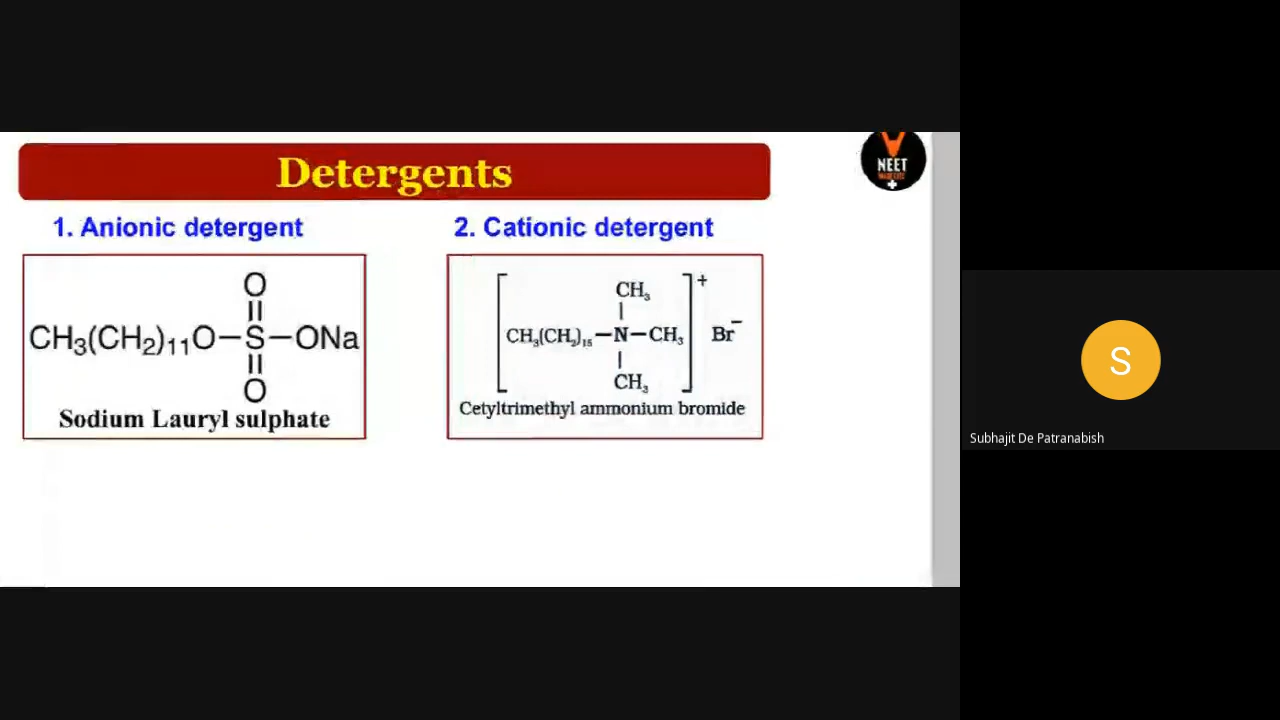 Detergents
NEET
1. Anionic detergent
2. Cationic detergent
O
CH₃(CH₂)₁₁O—S—ONa
O
Sodium Lauryl sulphate
CH₃
+
CH₃(CH₂)₁₅—N—CH₃
Br⁻
CH₃
Cetyltrimethyl ammonium bromide
S
Subhajit De Patranabish